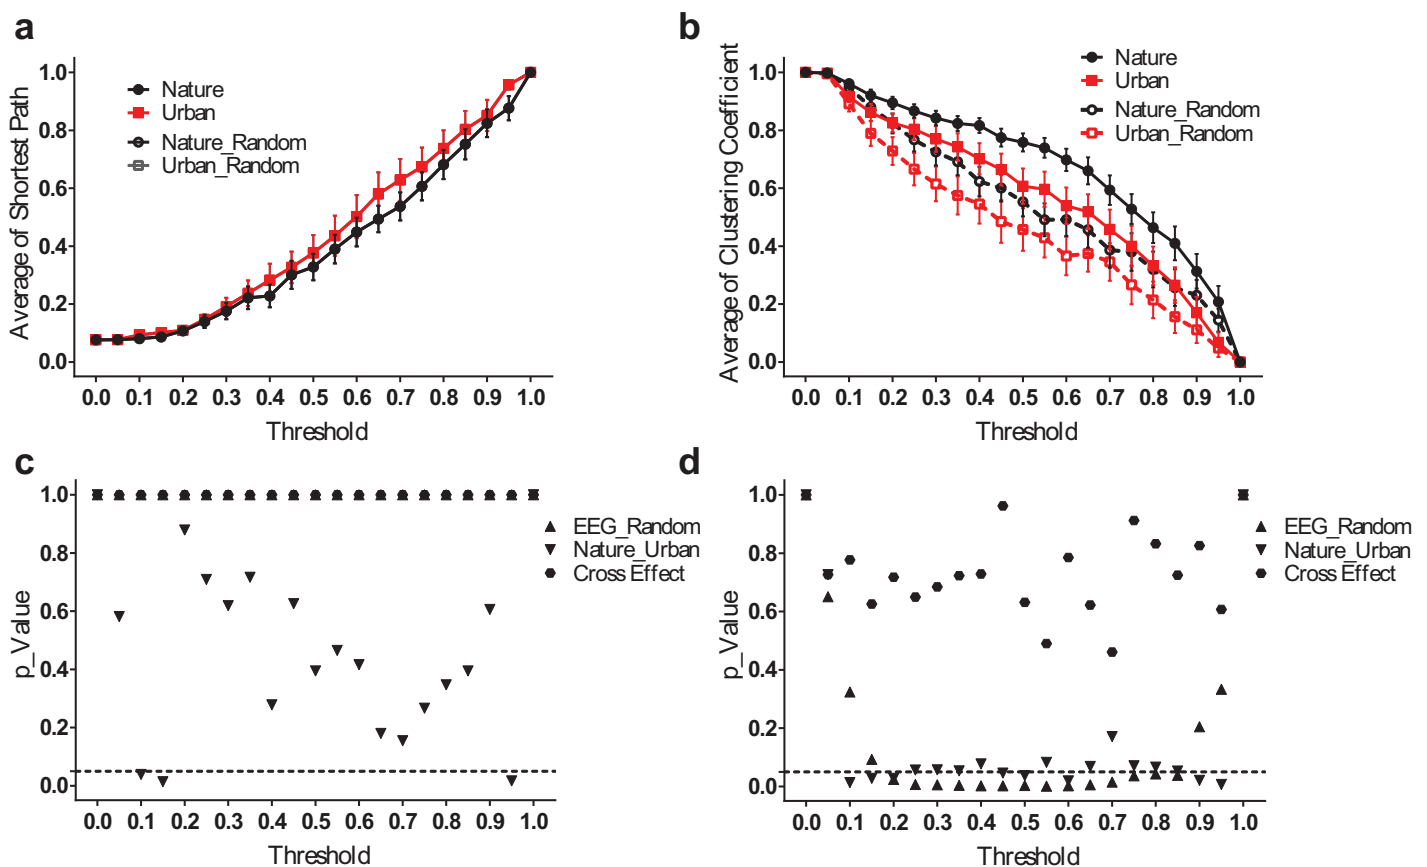 a
Average of Shortest Path
1.0
0.8
0.6
0.4
0.2
0.0
Nature
Urban
Nature_Random
Urban_Random
0.0 0.1 0.2 0.3 0.4 0.5 0.6 0.7 0.8 0.9 1.0
Threshold
b
Average of Clustering Coefficient
1.0
0.8
0.6
0.4
0.2
0.0
Nature
Urban
Nature_Random
Urban_Random
0.0 0.1 0.2 0.3 0.4 0.5 0.6 0.7 0.8 0.9 1.0
Threshold
c
p_Value
1.0
0.8
0.6
0.4
0.2
0.0
EEG_Random
Nature_Urban
Cross Effect
0.0 0.1 0.2 0.3 0.4 0.5 0.6 0.7 0.8 0.9 1.0
Threshold
d
p_Value
1.0
0.8
0.6
0.4
0.2
0.0
EEG_Random
Nature_Urban
Cross Effect
0.0 0.1 0.2 0.3 0.4 0.5 0.6 0.7 0.8 0.9 1.0
Threshold